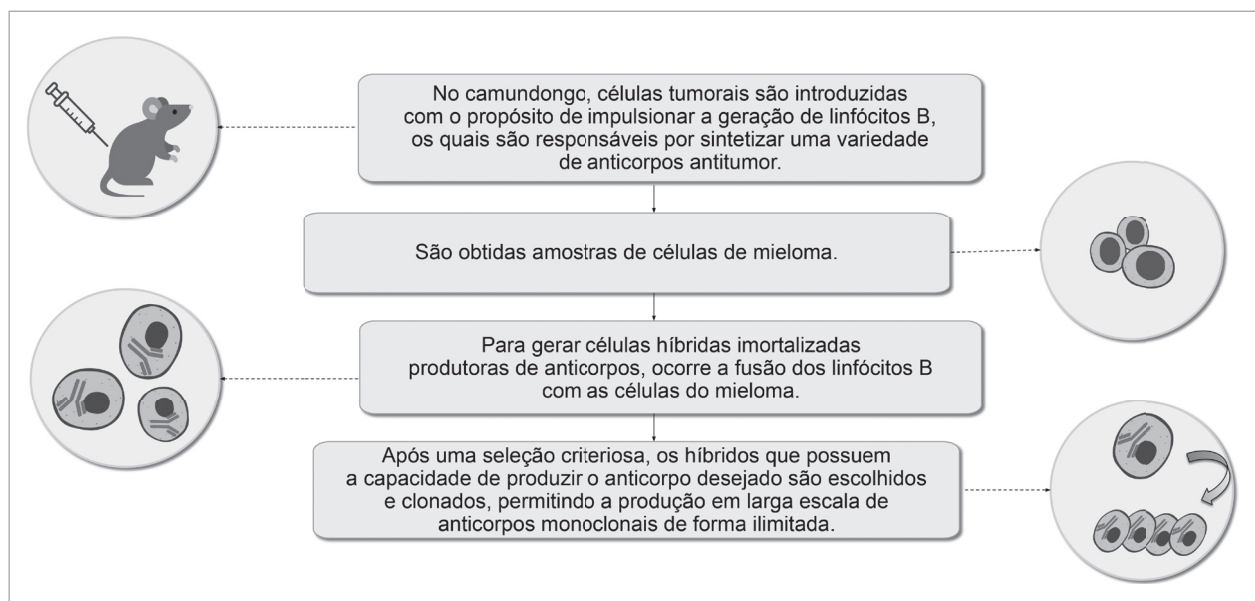 No camundongo, células tumorais são introduzidas
com o propósito de impulsionar a geração de linfócitos B,
os quais são responsáveis por sintetizar uma variedade
de anticorpos antitumor.
São obtidas amostras de células de mieloma.
Para gerar células híbridas imortalizadas
produtoras de anticorpos, ocorre a fusão dos linfócitos B
com as células do mieloma.
Após uma seleção criteriosa, os híbridos que possuem
a capacidade de produzir o anticorpo desejado são escolhidos
e clonados, permitindo a produção em larga escala de
anticorpos monoclonais de forma ilimitada.